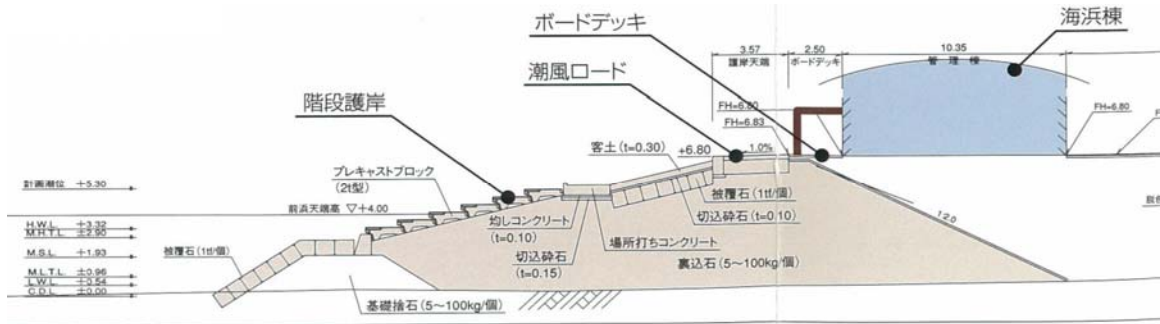 ボードデッキ
海浜棟
潮風ロード
階段護岸
3.57
護岸天端
2.50
ボードデッキ
10.35
管理棟
FH=6.80
FH=6.83
FH=6.80
F
客土(t=0.30)
+6.80
1.0%
プレキャストブロック
(2t型)
計画潮位 +5.30
前浜天端高 ▽+4.00
H.W.L. +3.32
M.H.T.L. ±2.90
M.S.L. +1.93
M.L.T.L. ±0.96
L.W.L. +0.54
C.D.L. ±0.00
被覆石(1tf/個)
均しコンクリート
(t=0.10)
切込砕石
(t=0.15)
被覆石(1tf/個)
切込砕石(t=0.10)
場所打ちコンクリート
裏込石(5〜100kg/個)
1:2.0
基礎捨石(5〜100kg/個)